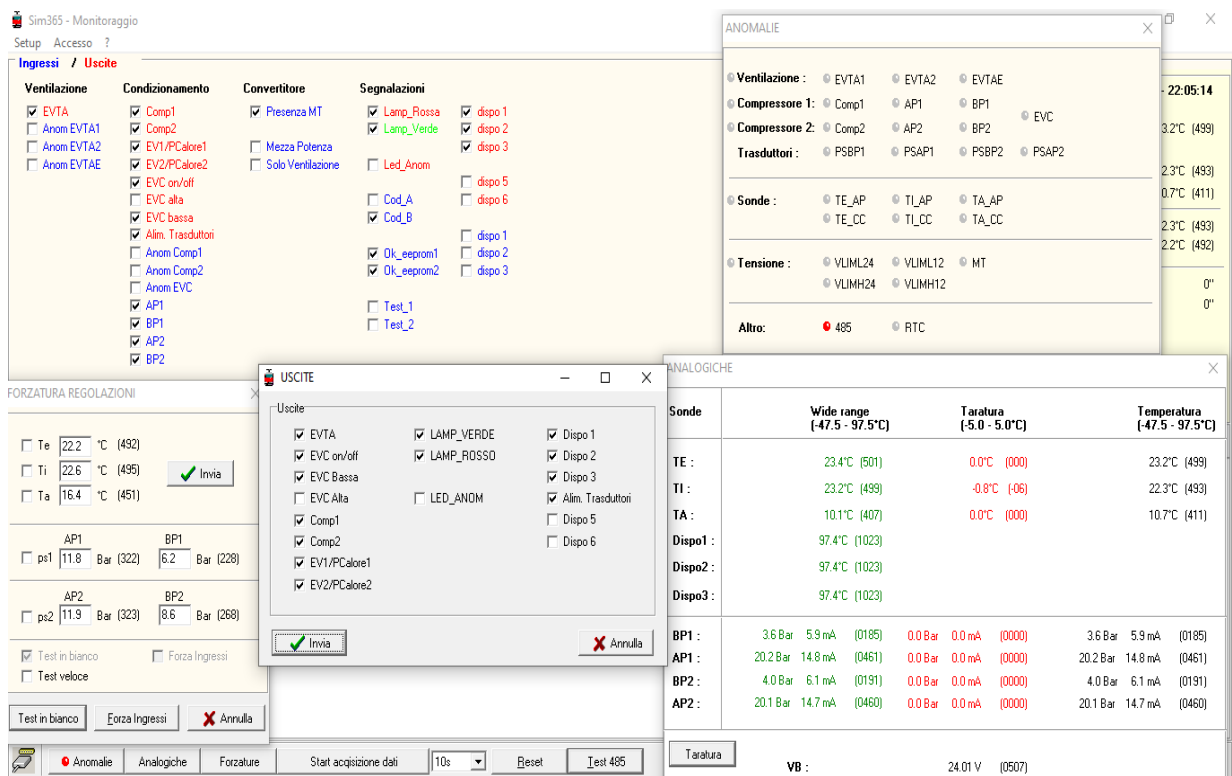 Sim365 - Monitoraggio
Setup Accesso ?
Ingressi / Uscite
Ventilazione Condizionamento Convertitore Segnalazioni
EVTA Comp1 Presenza MT Lamp_Rossa dispo 1
Anom EVTA1 Comp2 Lamp_Verde dispo 2
Anom EVTA2 EV1/PCalore1 Mezza Potenza dispo 3
Anom EVTAE EV2/PCalore2 Solo Ventilazione Led_Anom
EVC on/off dispo 5
EVC alta Cod_A dispo 6
EVC bassa Cod_B
Alim. Trasduttori dispo 1
Anom Comp1 Ok_eeprom1 dispo 2
Anom Comp2 Ok_eeprom2 dispo 3
Anom EVC
AP1 Test_1
BP1 Test_2
AP2
BP2
ANOMALIE
Ventilazione : EVTA1 EVTA2 EVTAE
Compressore 1: Comp1 AP1 BP1
EVC
Compressore 2: Comp2 AP2 BP2
Trasduttori : PSBP1 PSAP1 PSBP2 PSAP2
Sonde : TE_AP TI_AP TA_AP
TE_CC TI_CC TA_CC
Tensione : VLIML24 VLIML12 MT
VLIMH24 VLIMH12
Altro: 485 RTC
- 22:05:14
3.2°C (499)
2.3°C (493)
0.7°C (411)
2.3°C (493)
2.2°C (492)
0"
0"
FORZATURA REGOLAZIONI
Te 22.2 °C (492)
Ti 22.6 °C (495) Invia
Ta 16.4 °C (451)
AP1 BP1
ps1 11.8 Bar (322) 6.2 Bar (228)
AP2 BP2
ps2 11.9 Bar (323) 8.6 Bar (268)
Test in bianco Forza Ingressi
Test veloce
Test in bianco Forza Ingressi Annulla
USCITE
Uscite
EVTA LAMP_VERDE Dispo 1
EVC on/off LAMP_ROSSO Dispo 2
EVC Bassa Dispo 3
EVC Alta LED_ANOM Alim. Trasduttori
Comp1 Dispo 5
Comp2 Dispo 6
EV1/PCalore1
EV2/PCalore2
Invia Annulla
ANALOGICHE
Sonde Wide range Taratura Temperatura
(-47.5 - 97.5°C) (-5.0 - 5.0°C) (-47.5 - 97.5°C)
TE : 23.4°C (501) 0.0°C (000) 23.2°C (499)
TI : 23.2°C (499) -0.8°C (-06) 22.3°C (493)
TA : 10.1°C (407) 0.0°C (000) 10.7°C (411)
Dispo1 : 97.4°C (1023)
Dispo2 : 97.4°C (1023)
Dispo3 : 97.4°C (1023)
BP1 : 3.6 Bar 5.9 mA (0185) 0.0 Bar 0.0 mA (0000) 3.6 Bar 5.9 mA (0185)
AP1 : 20.2 Bar 14.8 mA (0461) 0.0 Bar 0.0 mA (0000) 20.2 Bar 14.8 mA (0461)
BP2 : 4.0 Bar 6.1 mA (0191) 0.0 Bar 0.0 mA (0000) 4.0 Bar 6.1 mA (0191)
AP2 : 20.1 Bar 14.7 mA (0460) 0.0 Bar 0.0 mA (0000) 20.1 Bar 14.7 mA (0460)
Taratura
VB : 24.01 V (0507)
Anomalie Analogiche Forzature Start acqisizione dati 10s Reset Test 485